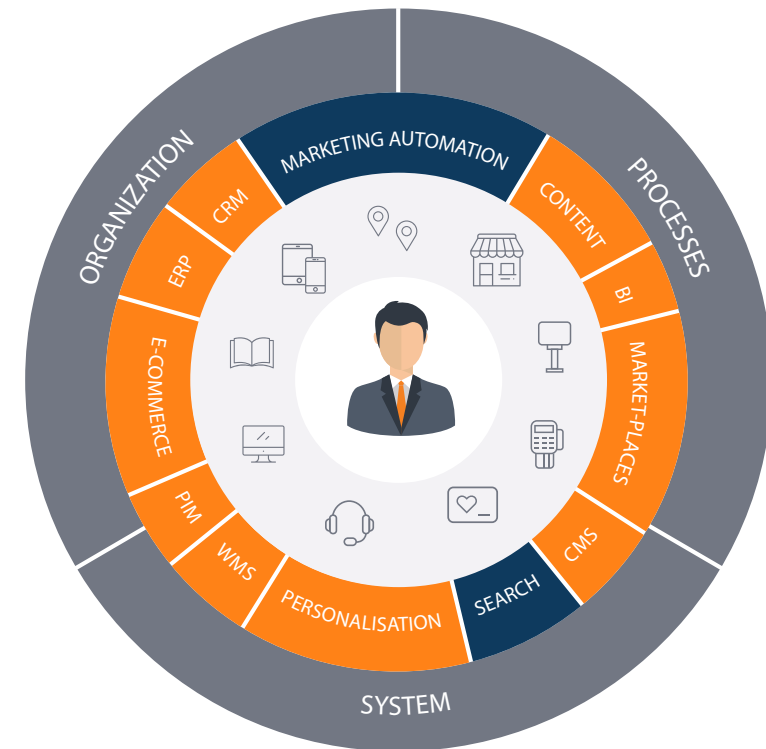 ORGANIZATION
PROCESSES
SYSTEM
MARKETING AUTOMATION
CONTENT
BI
MARKET-PLACES
CMS
SEARCH
PERSONALISATION
WMS
PIM
E-COMMERCE
ERP
CRM